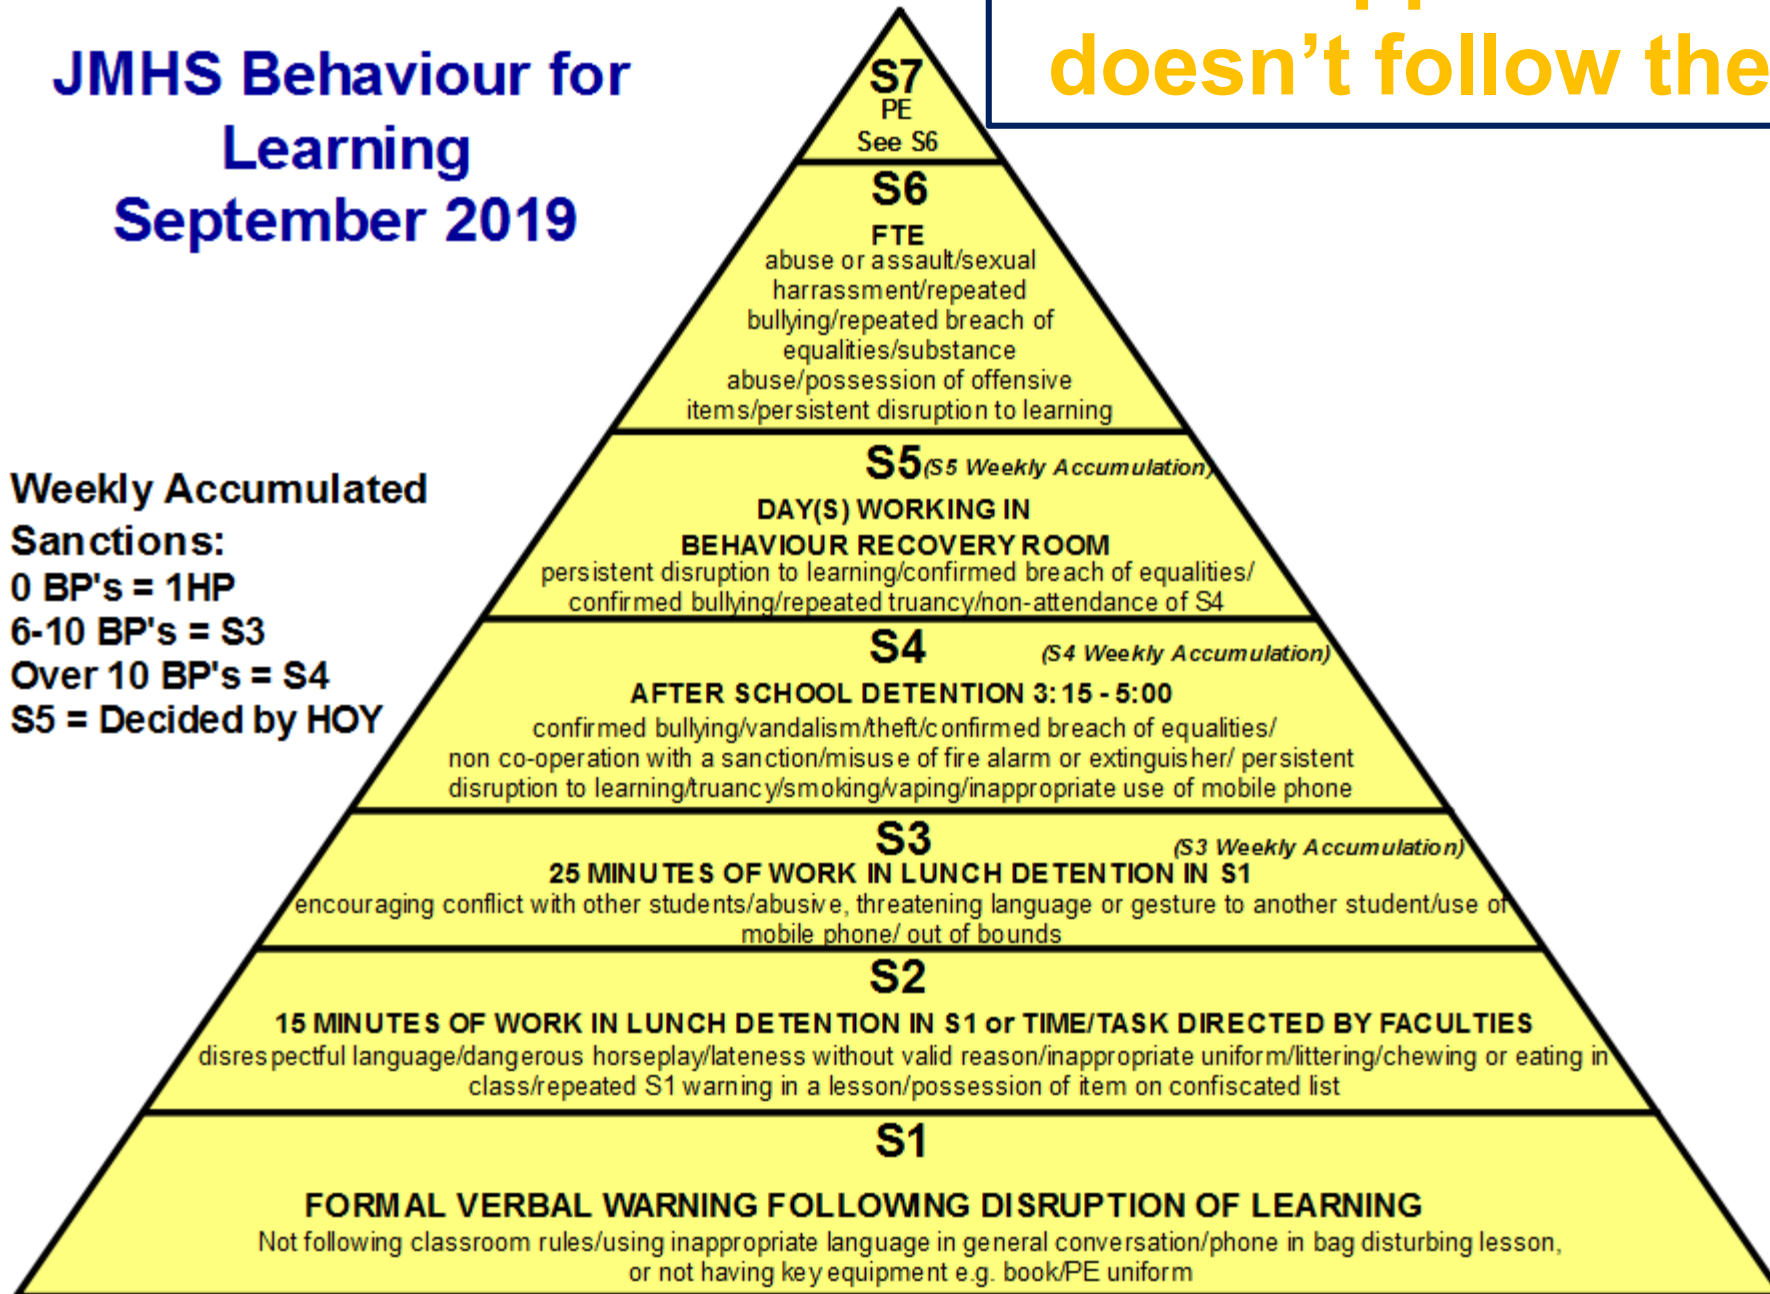 JMHS Behaviour for
Learning
September 2019
doesn't follow the
S7
PE
See S6
S6
FTE
abuse or assault/sexual
harrassment/repeated
bullying/repeated breach of
equalities/substance
abuse/possession of offensive
items/persistent disruption to learning
Weekly Accumulated
Sanctions:
0 BP's = 1HP
6-10 BP's = S3
Over 10 BP's = S4
S5 = Decided by HOY
S5 (S5 Weekly Accumulation)
DAY(S) WORKING IN
BEHAVIOUR RECOVERY ROOM
persistent disruption to learning/confirmed breach of equalities/
confirmed bullying/repeated truancy/non-attendance of S4
S4 (S4 Weekly Accumulation)
AFTER SCHOOL DETENTION 3:15 - 5:00
confirmed bullying/vandalism/theft/confirmed breach of equalities/
non co-operation with a sanction/misuse of fire alarm or extinguisher/ persistent
disruption to learning/truancy/smoking/vaping/inappropriate use of mobile phone
S3 (S3 Weekly Accumulation)
25 MINUTES OF WORK IN LUNCH DETENTION IN S1
encouraging conflict with other students/abusive, threatening language or gesture to another student/use of
mobile phone/ out of bounds
S2
15 MINUTES OF WORK IN LUNCH DETENTION IN S1 or TIME/TASK DIRECTED BY FACULTIES
disrespectful language/dangerous horseplay/lateness without valid reason/inappropriate uniform/littering/chewing or eating in
class/repeated S1 warning in a lesson/possession of item on confiscated list
S1
FORMAL VERBAL WARNING FOLLOWING DISRUPTION OF LEARNING
Not following classroom rules/using inappropriate language in general conversation/phone in bag disturbing lesson,
or not having key equipment e.g. book/PE uniform